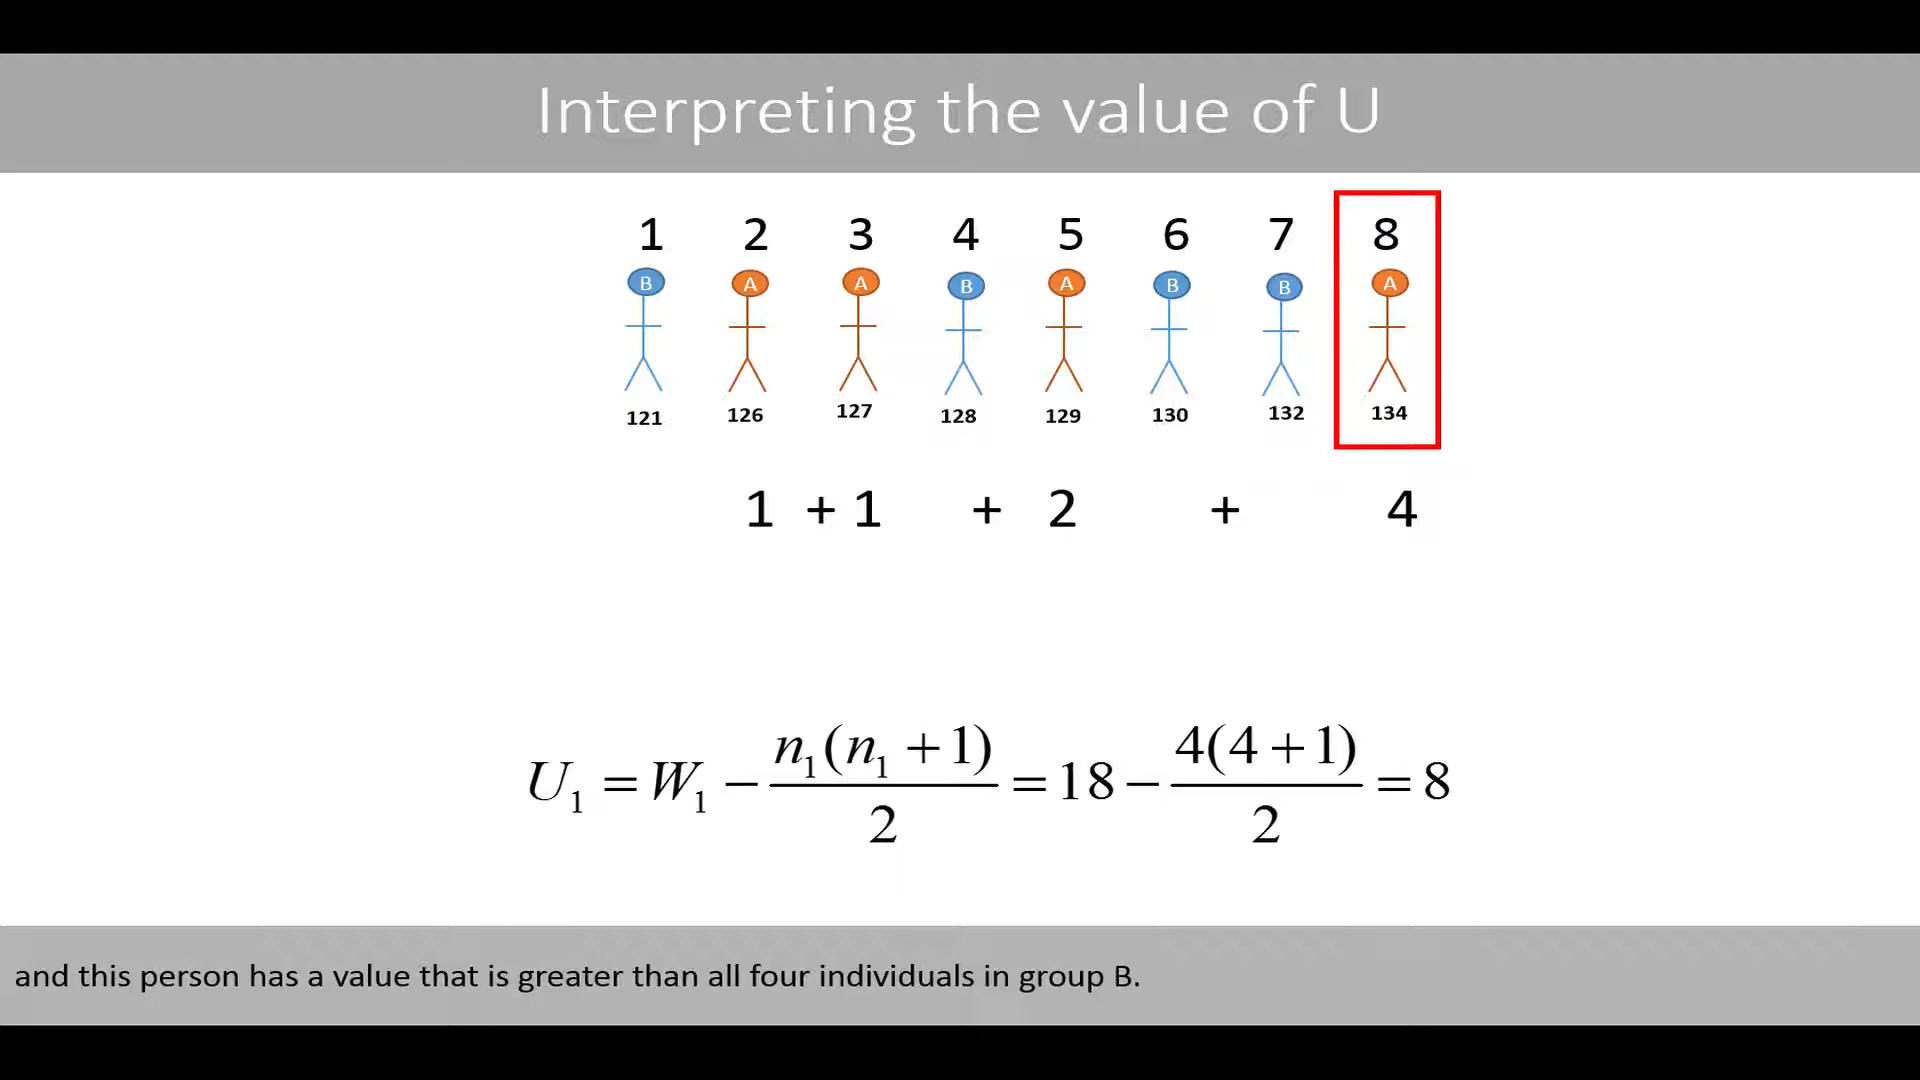 Interpreting the value of U
1 2 3 4 5 6 7 8
B A A B A B B A
121 126 127 128 129 130 132 134
1 + 1 + 2 + 4
U₁ = W₁ − n₁(n₁ + 1)/2 = 18 − 4(4 + 1)/2 = 8
and this person has a value that is greater than all four individuals in group B.